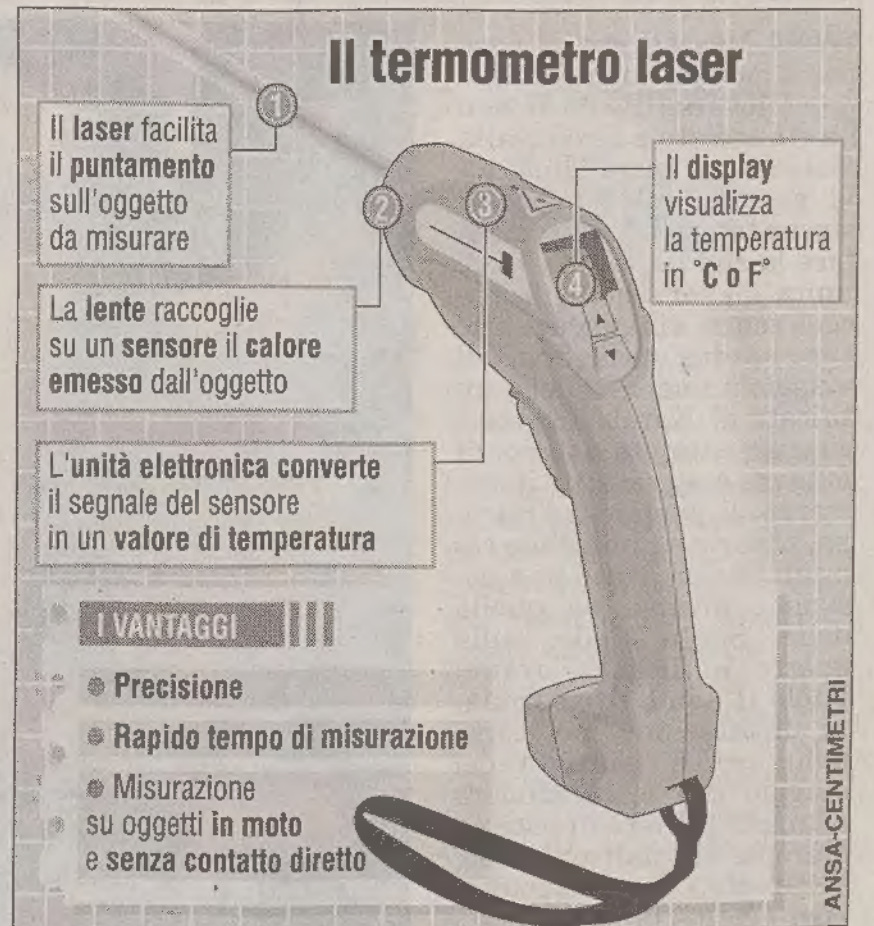 Il termometro laser
1
Il laser facilita
il puntamento
sull'oggetto
da misurare
2
La lente raccoglie
su un sensore il calore
emesso dall'oggetto
3
L'unità elettronica converte
il segnale del sensore
in un valore di temperatura
4
Il display
visualizza
la temperatura
in °C o F°
I VANTAGGI
Precisione
Rapido tempo di misurazione
Misurazione
su oggetti in moto
e senza contatto diretto
ANSA-CENTIMETRI